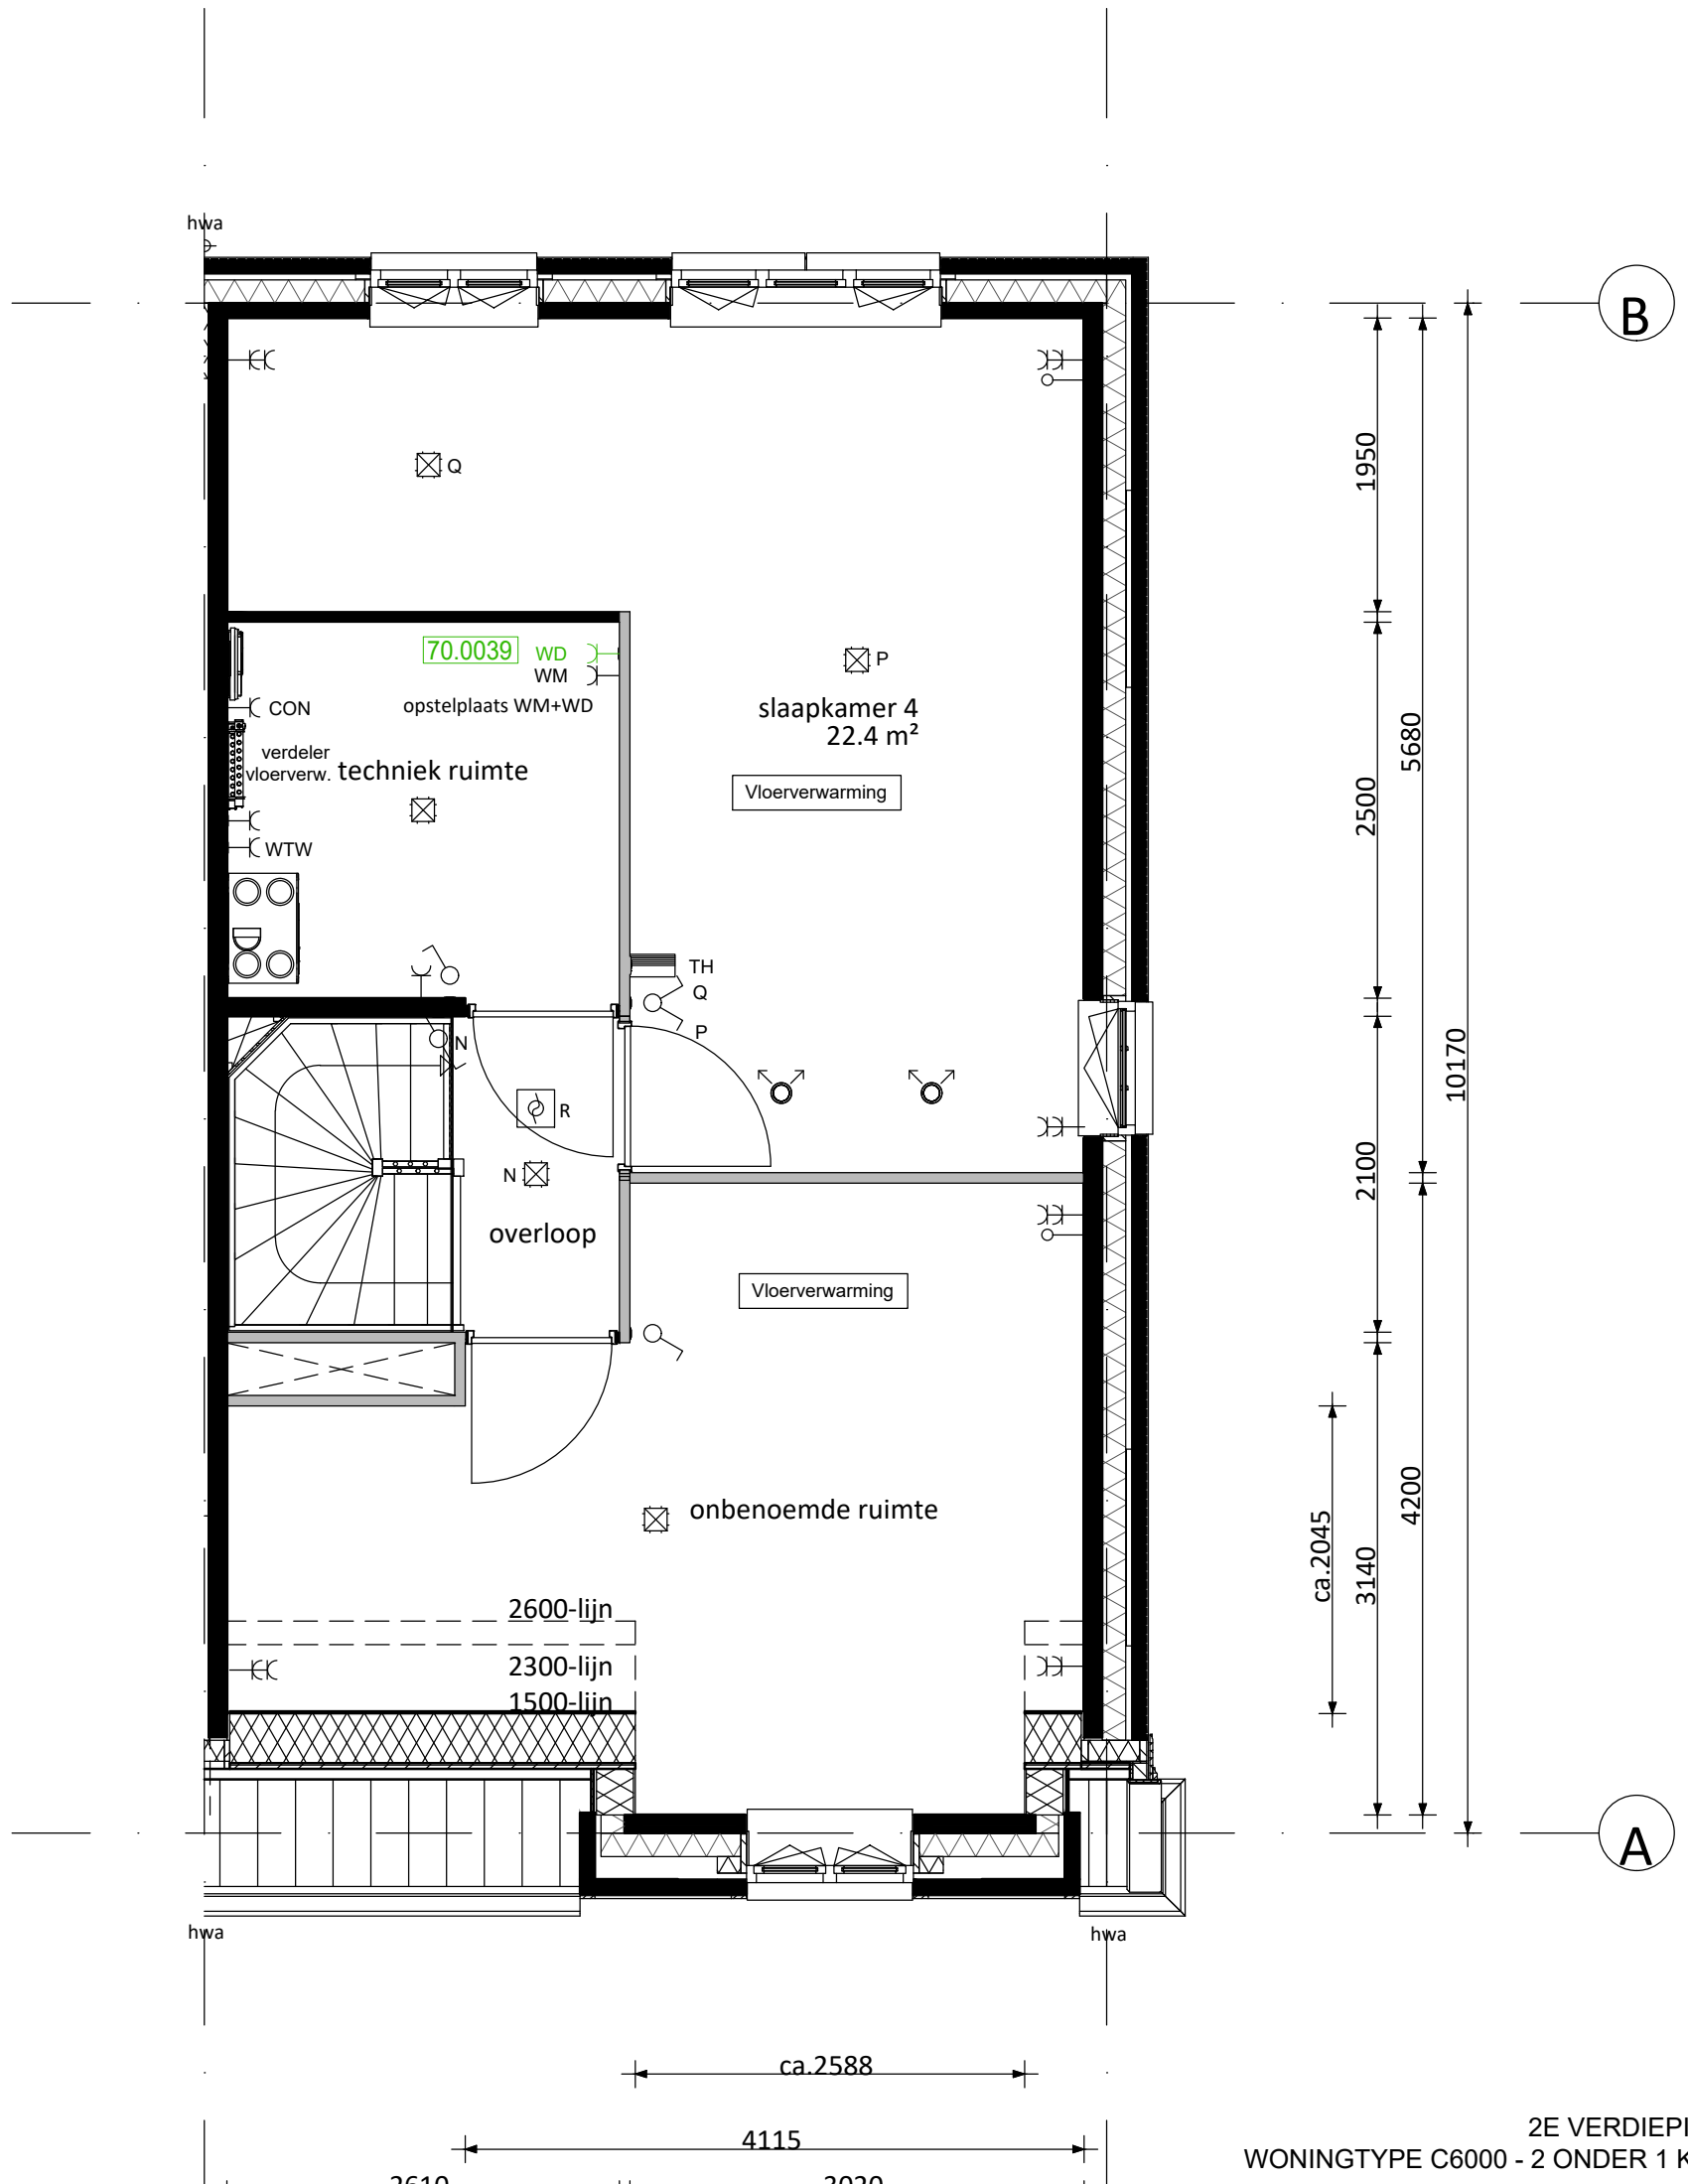 hwa
B
Q
1950
70.0039 WD
WM
P
CON
opstelplaats WM+WD
slaapkamer 4
22.4 m²
5680
verdeler
vloerverw.
techniek ruimte
Vloerverwarming
2500
WTW
TH
Q
P
N
10170
R
2100
N
overloop
Vloerverwarming
onbenoemde ruimte
4200
ca.2045
3140
2600-lijn
2300-lijn
1500-lijn
A
hwa
hwa
ca.2588
2E VERDIEPI
4115
WONINGTYPE C6000 - 2 ONDER 1 K